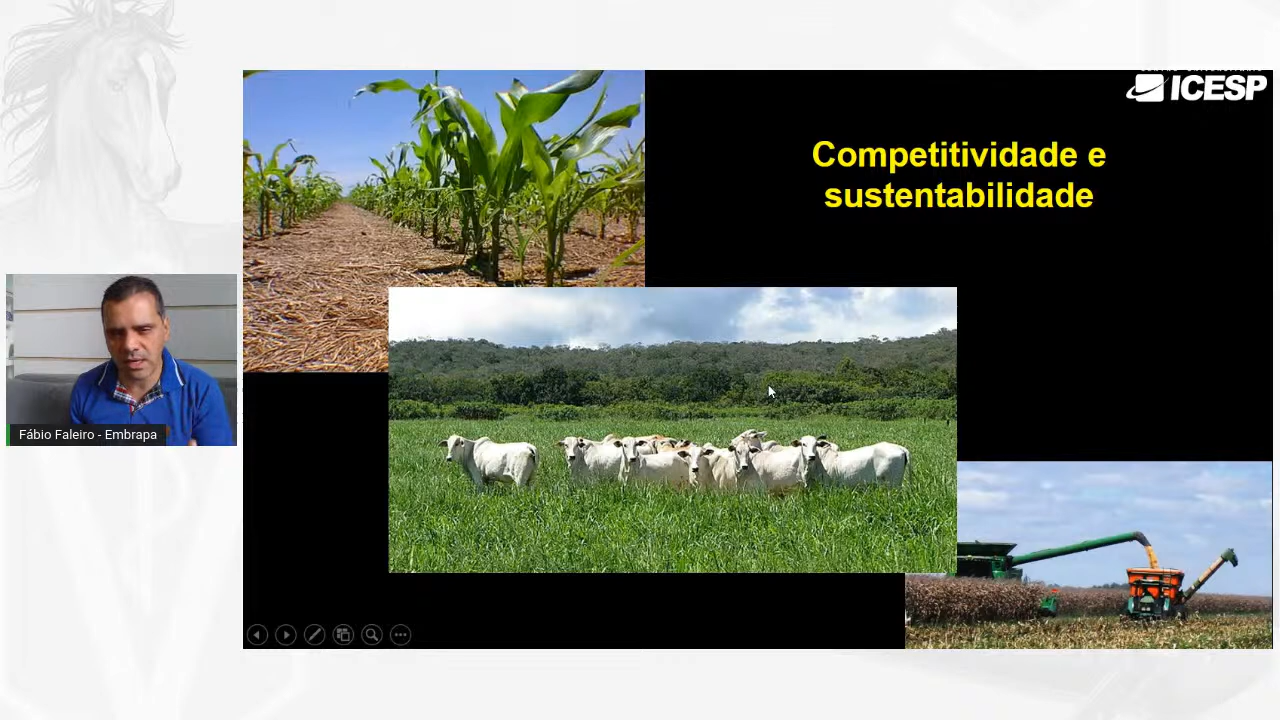 ICESP
Competitividade e
sustentabilidade
Fábio Faleiro - Embrapa